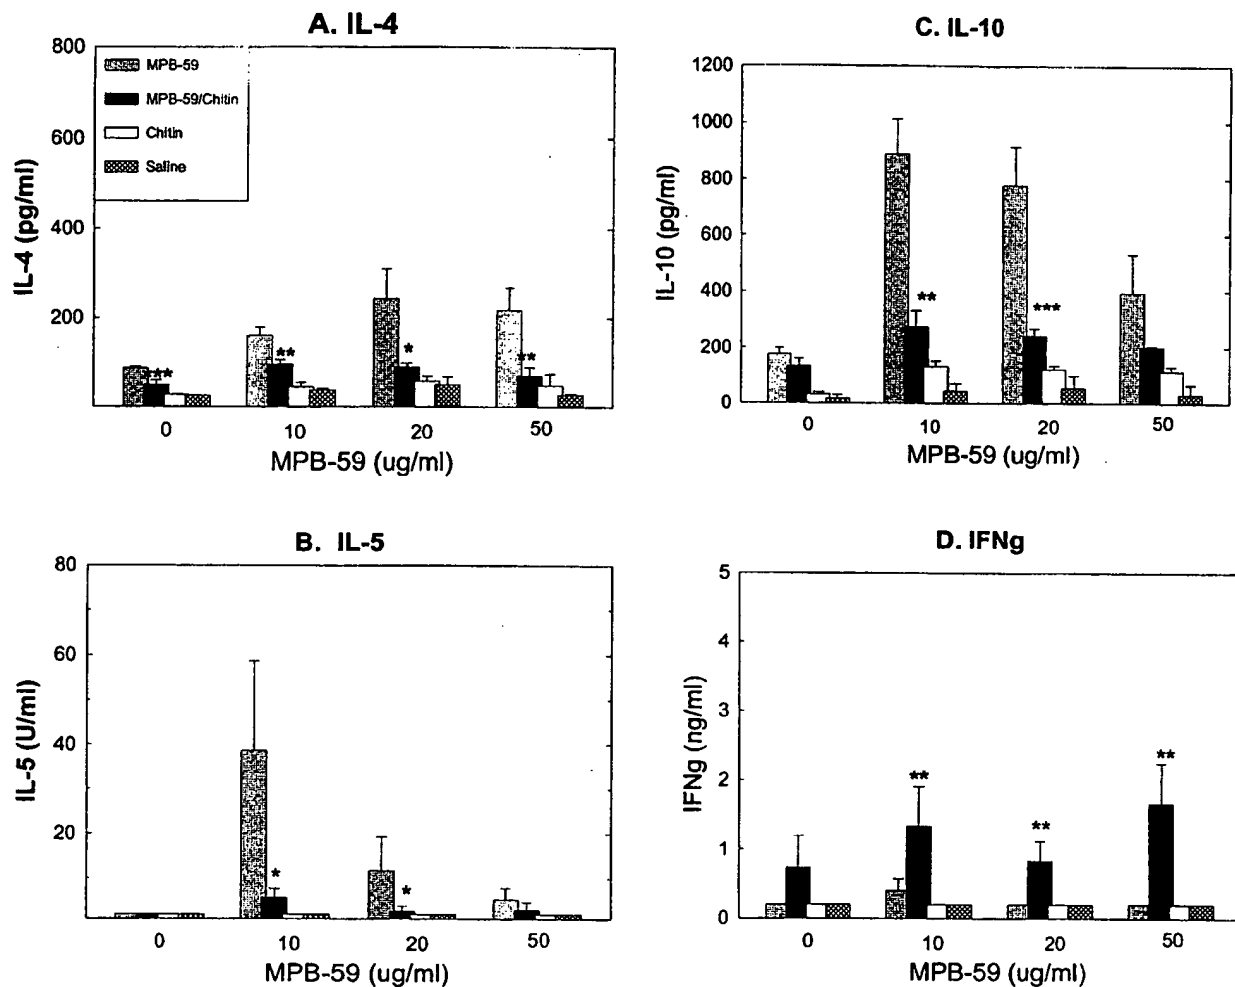 A. IL-4
800
600
400
200
IL-4 (pg/ml)
MPB-59
MPB-59/Chitin
Chitin
Saline
***
**
*
**
0 10 20 50
MPB-59 (ug/ml)
C. IL-10
1200
1000
800
600
400
200
0
IL-10 (pg/ml)
**
***
0 10 20 50
MPB-59 (ug/ml)
B. IL-5
80
60
40
20
IL-5 (U/ml)
*
*
0 10 20 50
MPB-59 (ug/ml)
D. IFNg
5
4
3
2
1
0
IFNg (ng/ml)
**
**
**
0 10 20 50
MPB-59 (ug/ml)